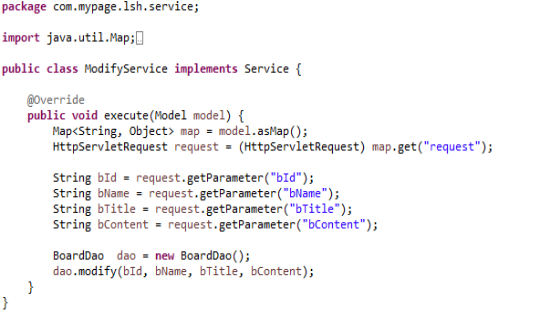 package com.mypage.lsh.service;
import java.util.Map;
public class ModifyService implements Service {
@Override
public void execute(Model model) {
Map<String, Object> map = model.asMap();
HttpServletRequest request = (HttpServletRequest) map.get("request");
String bId = request.getParameter("bId");
String bName = request.getParameter("bName");
String bTitle = request.getParameter("bTitle");
String bContent = request.getParameter("bContent");
BoardDao  dao = new BoardDao();
dao.modify(bId, bName, bTitle, bContent);
}
}